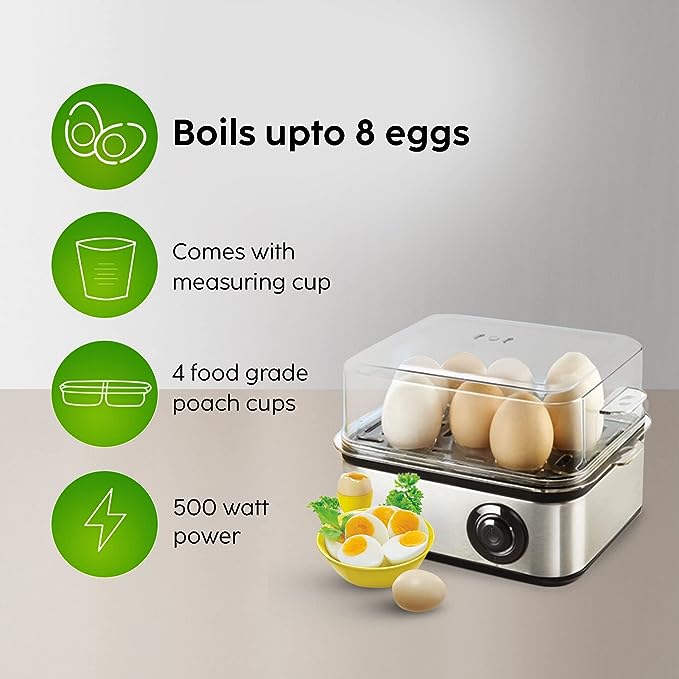 Boils upto 8 eggs
Comes with
measuring cup
4 food grade
poach cups
500 watt
power